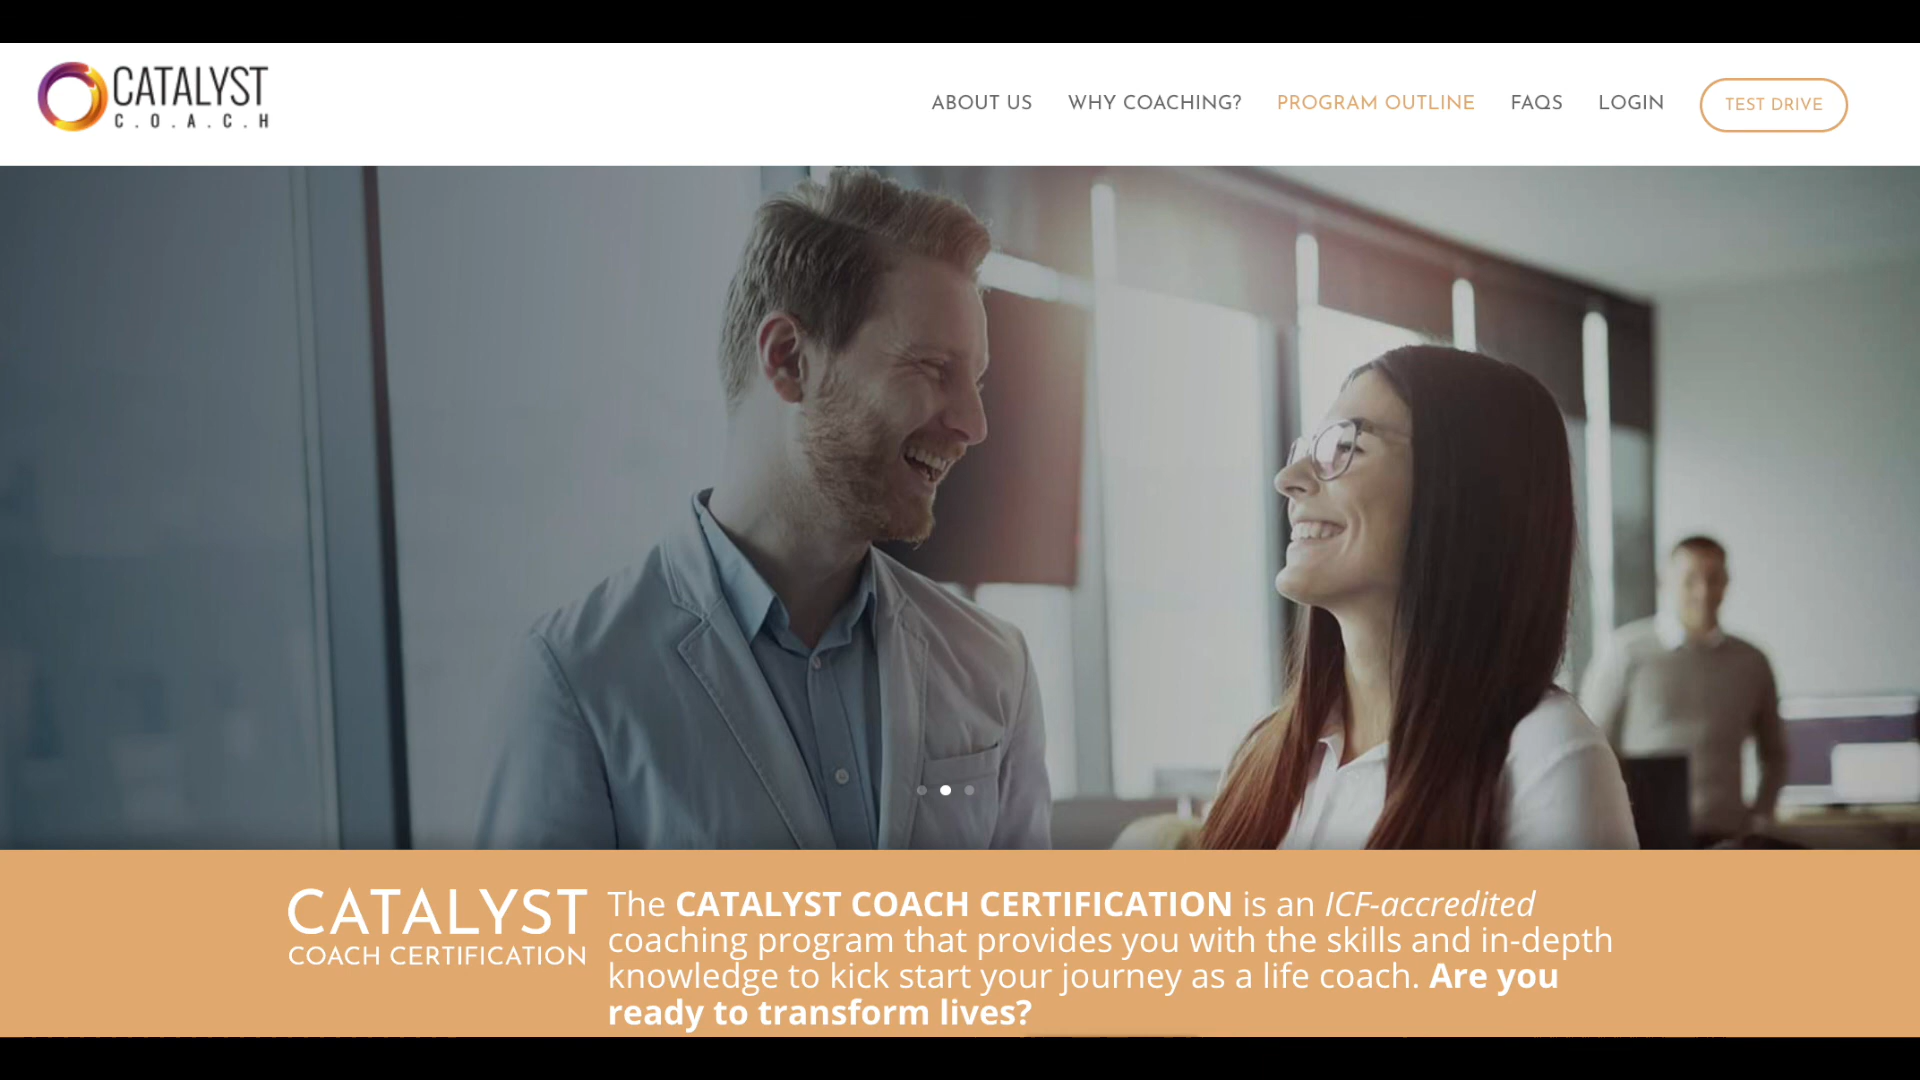 CATALYST
C.O.A.C.H
ABOUT US
WHY COACHING?
PROGRAM OUTLINE
FAQS
LOGIN
TEST DRIVE
CATALYST
COACH CERTIFICATION
The CATALYST COACH CERTIFICATION is an ICF-accredited
coaching program that provides you with the skills and in-depth
knowledge to kick start your journey as a life coach. Are you
ready to transform lives?